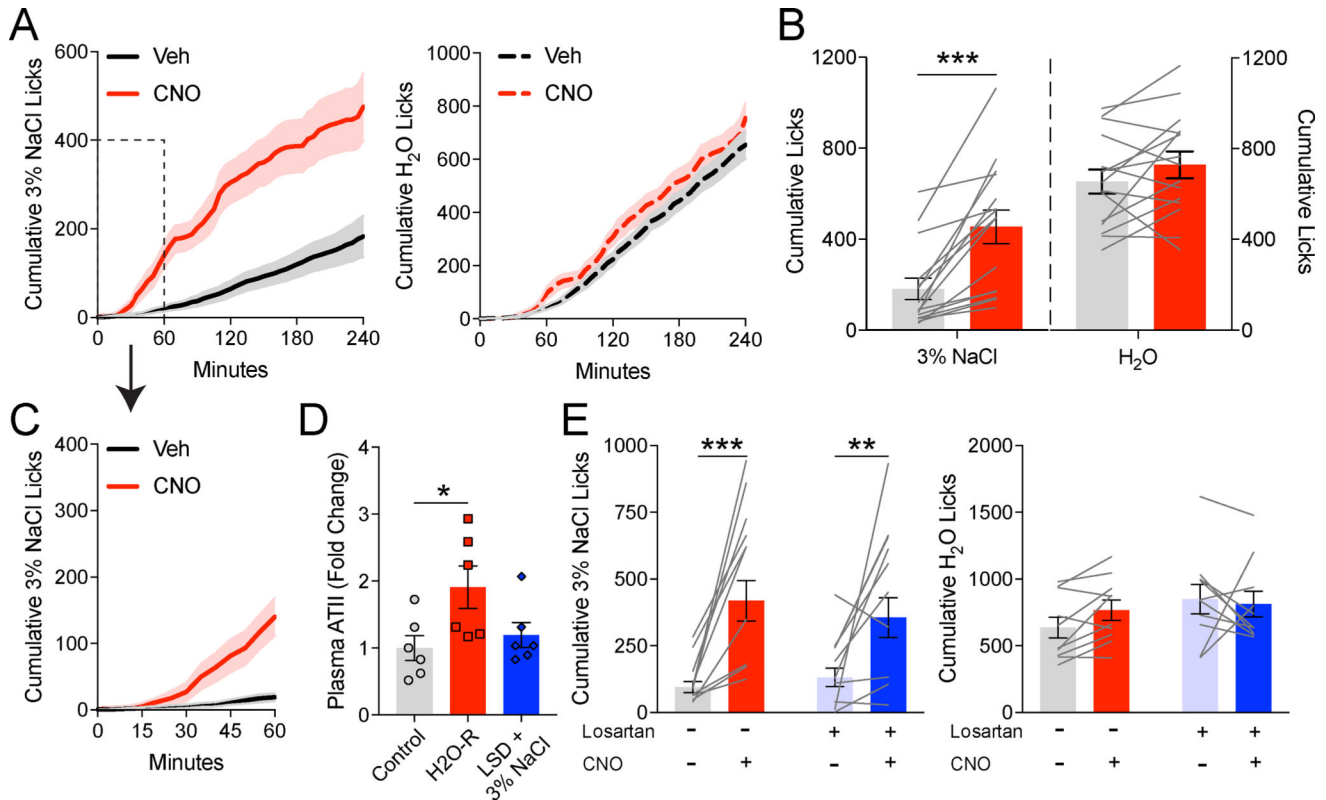 A
Cumulative 3% NaCl Licks
600
400
200
0
0 60 120 180 240
Minutes
Veh
CNO
Cumulative H2O Licks
1000
800
600
400
200
0
0 60 120 180 240
Minutes
Veh
CNO
B
Cumulative Licks
1200
800
400
0
***
3% NaCl
H2O
1200
800
400
0
Cumulative Licks
C
Cumulative 3% NaCl Licks
400
300
200
100
0
0 15 30 45 60
Minutes
Veh
CNO
D
Plasma ATII (Fold Change)
4
3
2
1
0
*
Control
H2O-R
LSD +
3% NaCl
E
Cumulative 3% NaCl Licks
1000
750
500
250
0
***
**
Losartan - - + +
CNO - + - +
Cumulative H2O Licks
2000
1500
1000
500
0
Losartan - - + +
CNO - + - +